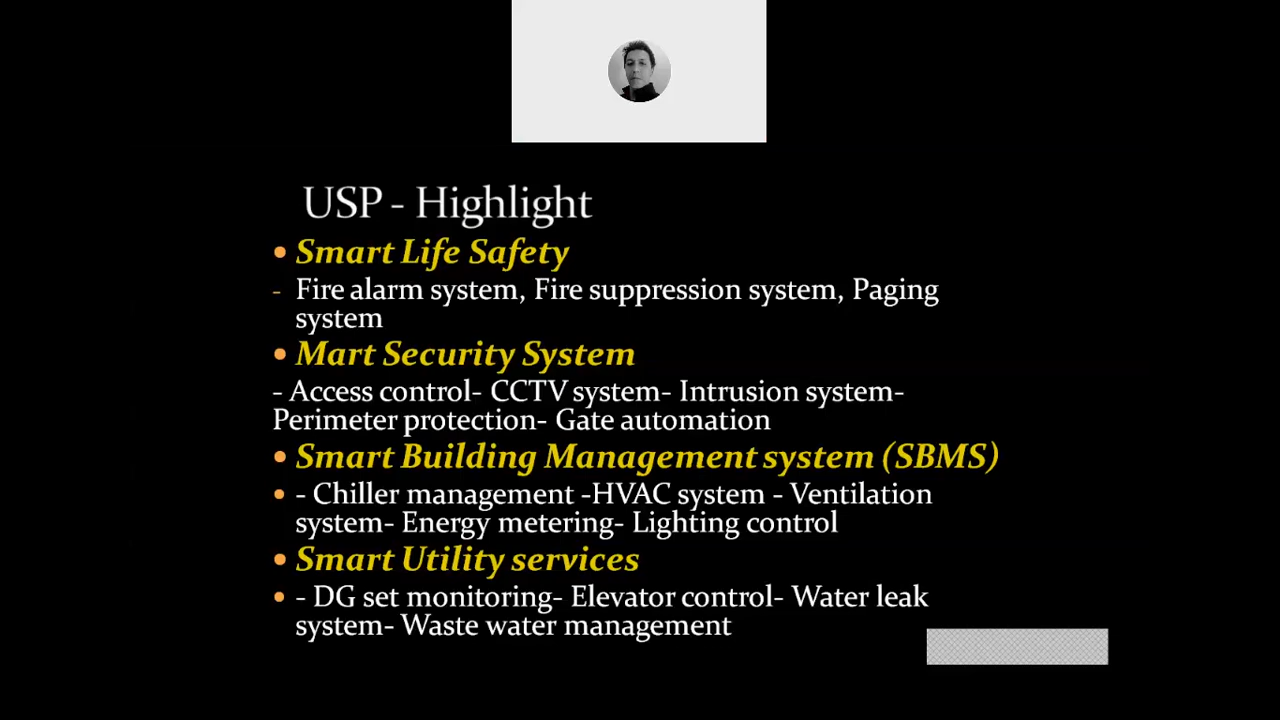 USP - Highlight
• Smart Life Safety
- Fire alarm system, Fire suppression system, Paging
system
• Mart Security System
- Access control- CCTV system- Intrusion system-
Perimeter protection- Gate automation
• Smart Building Management system (SBMS)
• - Chiller management -HVAC system - Ventilation
system- Energy metering- Lighting control
• Smart Utility services
• - DG set monitoring- Elevator control- Water leak
system- Waste water management